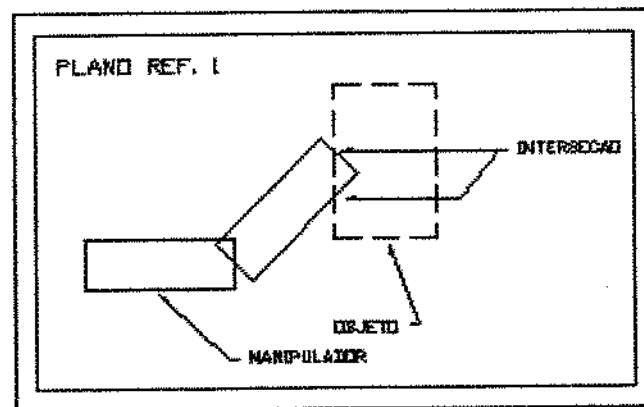 PLANO REF. 1
INTERSECAO
OBJETO
MANIPULADOR